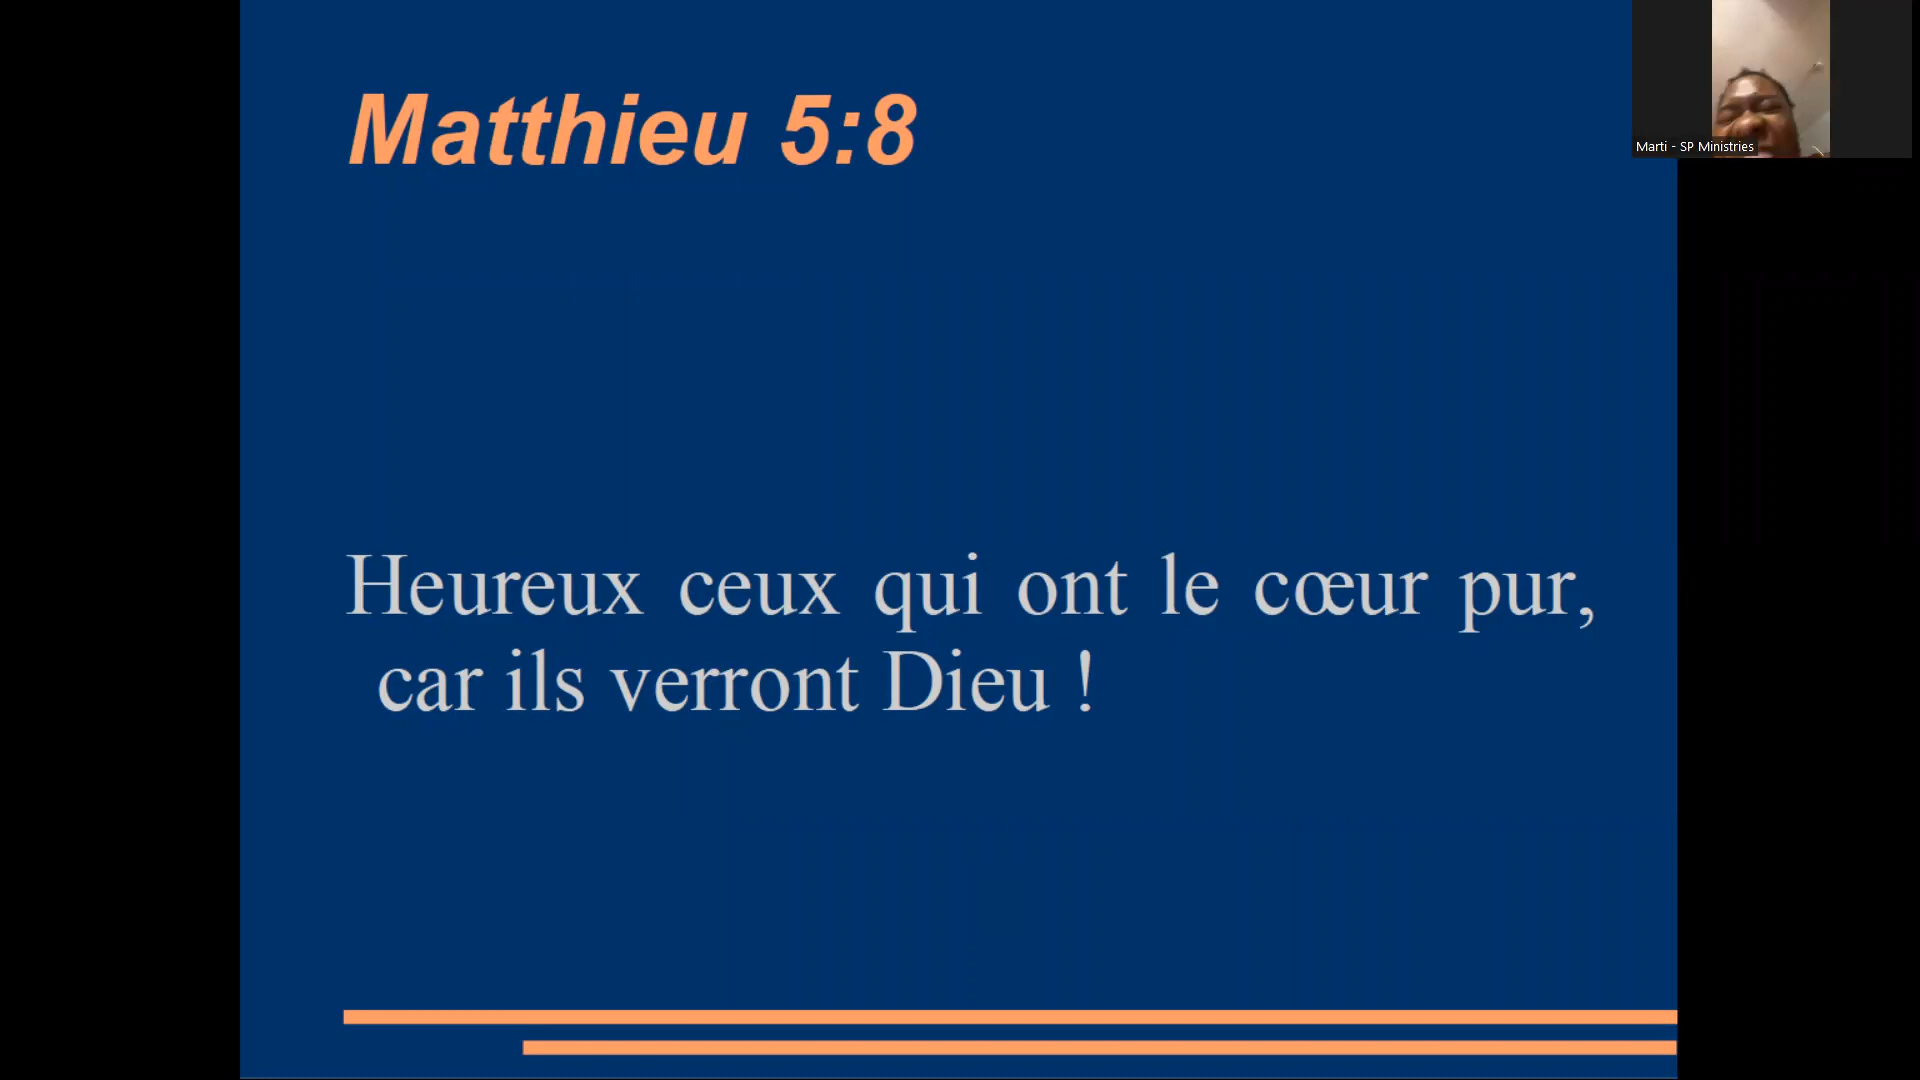 Matthieu 5:8
Marti - SP Ministries
Heureux ceux qui ont le cœur pur,
car ils verront Dieu !